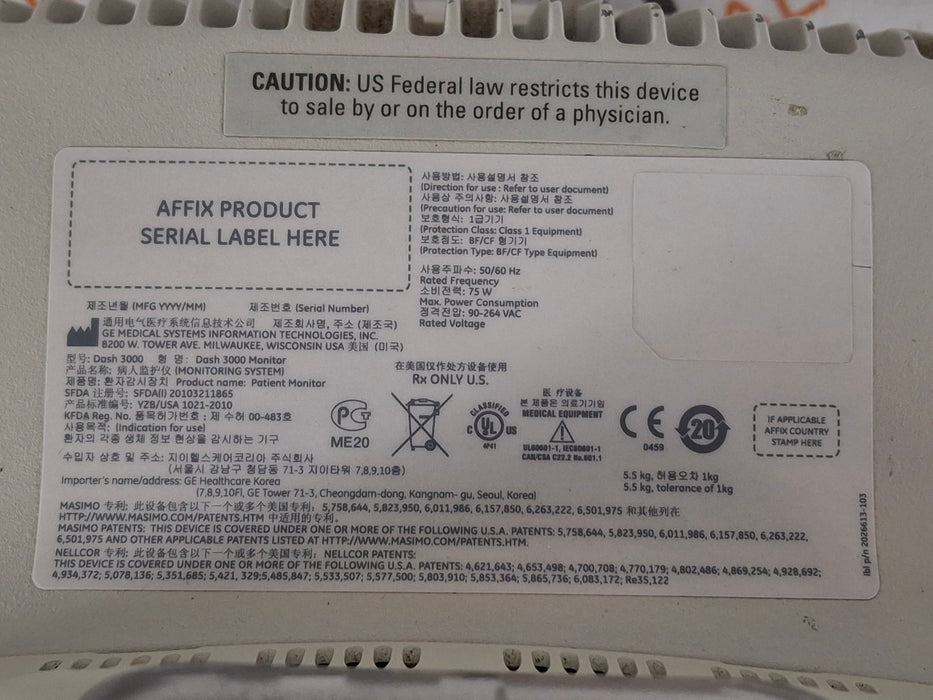 CAUTION: US Federal law restricts this device
to sale by or on the order of a physician.
AFFIX PRODUCT
SERIAL LABEL HERE
사용방법: 사용설명서 참조
(Direction for use : Refer to user document)
사용상 주의사항: 사용설명서 참조
(Precaution for use: Refer to user document)
보호형식: 1급기기
(Protection Class: Class 1 Equipment)
보호정도: BF/CF 형기기
(Protection Type: BF/CF Type Equipment)
사용주파수: 50/60 Hz
Rated Frequency
소비전력: 75 W
Max. Power Consumption
정격전압: 90-264 VAC
Rated Voltage
제조년월 (MFG YYYY/MM) 제조번호 (Serial Number)
通用电气医疗系统信息技术公司 제조회사명, 주소 (제조국)
GE MEDICAL SYSTEMS INFORMATION TECHNOLOGIES, INC.
8200 W. TOWER AVE. MILWAUKEE, WISCONSIN USA 美国 (미국)
型号: Dash 3000 형 명: Dash 3000 Monitor
产品名称: 病人监护仪 (MONITORING SYSTEM)
제품명: 환자감시장치 Product name: Patient Monitor
SFDA 注册号: SFDA(I) 20103211865
产品标准编号: YZB/USA 1021-2010
KFDA Reg. No. 품목허가번호 : 제 수허 00-483호
사용목적: (Indication for use)
환자의 각종 생체 정보 현상을 감시하는 기구
在美国仅作处方设备使用
Rx ONLY U.S.
PG
ME20
CLASSIFIED
C UL US
4P41
医疗设备
본 제품은 의료기기임
MEDICAL EQUIPMENT
UL60601-1, IEC60601-1
CAN/CSA C22.2 No.601.1
CE
0459
20
IF APPLICABLE
AFFIX COUNTRY
STAMP HERE
수입자 상호 및 주소: 지이헬스케어코리아 주식회사
(서울시 강남구 청담동 71-3 지이타워 7,8,9,10층)
Importer's name/address: GE Healthcare Korea
(7,8,9,10Fl, GE Tower 71-3, Cheongdam-dong, Kangnam- gu, Seoul, Korea)
5.5 kg, 허용오차 1kg
5.5 kg, tolerance of 1kg
MASIMO 专利: 此设备包含以下一个或多个美国专利: 5,758,644, 5,823,950, 6,011,986, 6,157,850, 6,263,222, 6,501,975 和其他列在
HTTP://WWW.MASIMO.COM/PATENTS.HTM 中适用的专利.
MASIMO PATENTS: THIS DEVICE IS COVERED UNDER ONE OR MORE OF THE FOLLOWING U.S.A. PATENTS: 5,758,644, 5,823,950, 6,011,986, 6,157,850, 6,263,222,
6,501,975 AND OTHER APPLICABLE PATENTS LISTED AT HTTP://WWW.MASIMO.COM/PATENTS.HTM.
NELLCOR 专利: 此设备包含以下一个或多个美国专利: NELLCOR PATENTS:
THIS DEVICE IS COVERED UNDER ONE OR MORE OF THE FOLLOWING U.S.A. PATENTS: 4,621,643; 4,653,498; 4,700,708; 4,770,179; 4,802,486; 4,869,254; 4,928,692;
4,934,372; 5,078,136; 5,351,685; 5,421, 329;5,485,847; 5,533,507; 5,577,500; 5,803,910; 5,853,364; 5,865,736; 6,083,172; Re35,122
lbl p/n 2026613-103